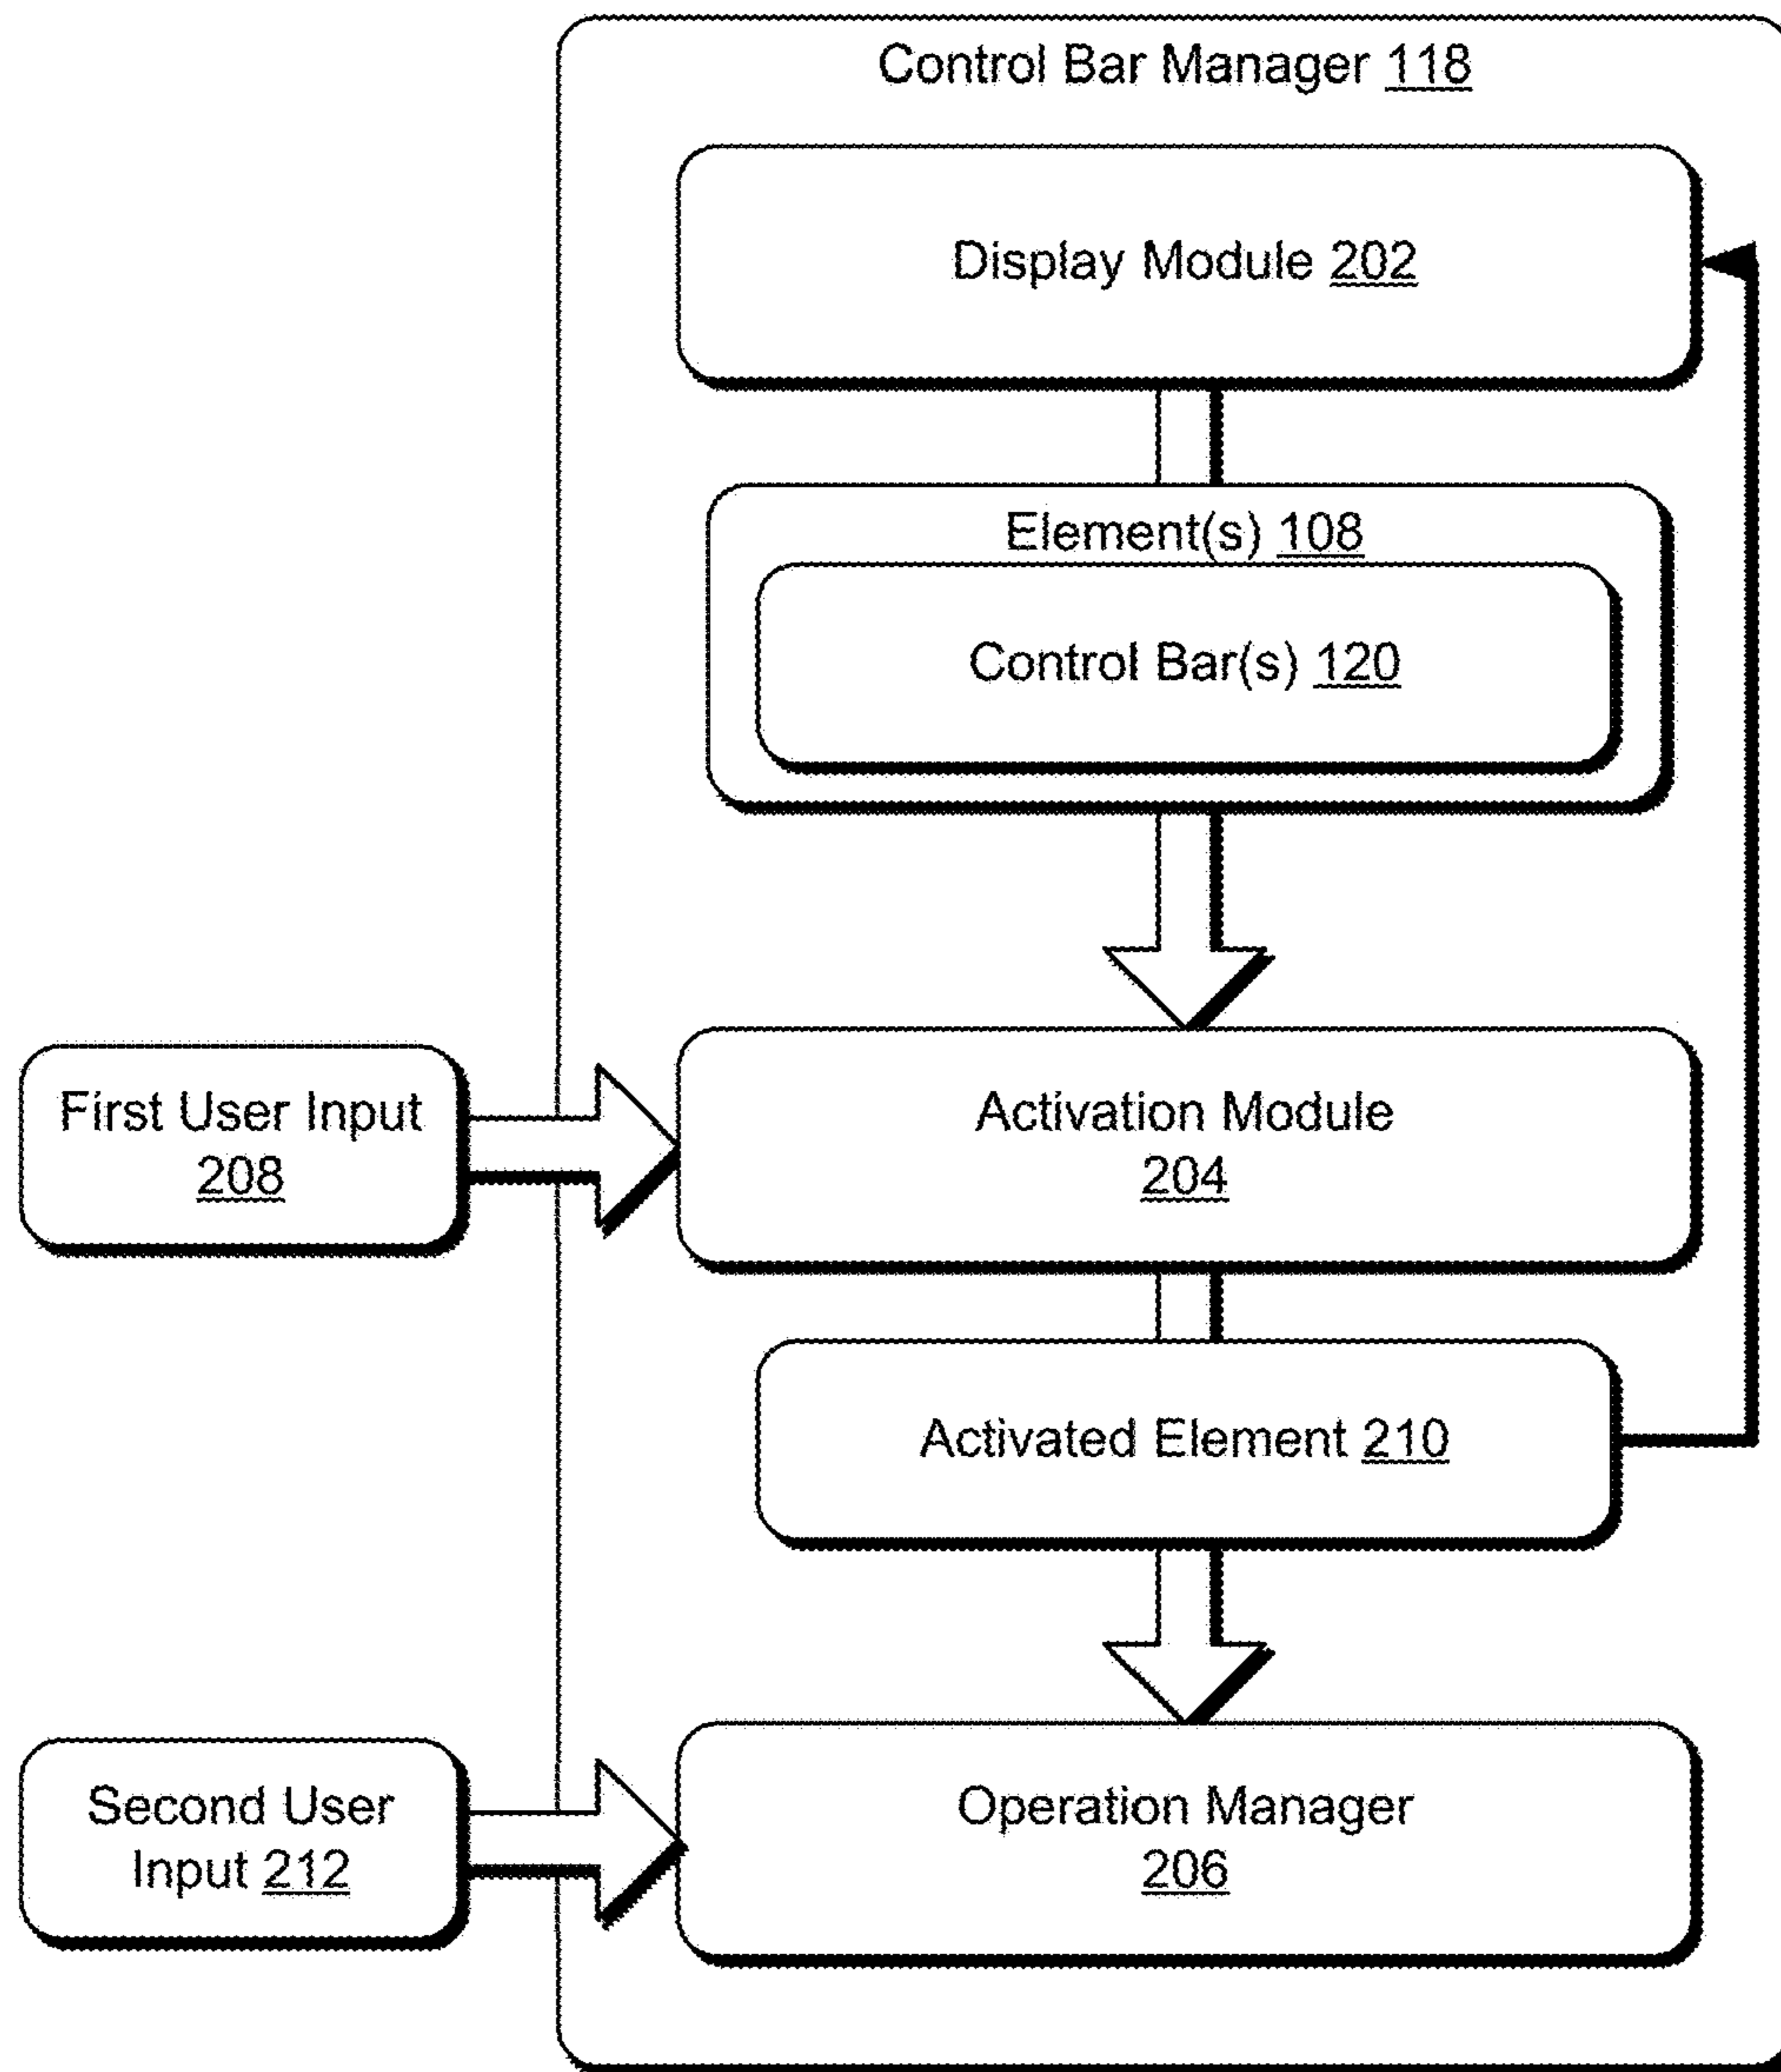 Control Bar Manager 118
Display Module 202
Element(s) 108
Control Bar(s) 120
First User Input
208
Activation Module
204
Activated Element 210
Second User
Input 212
Operation Manager
206